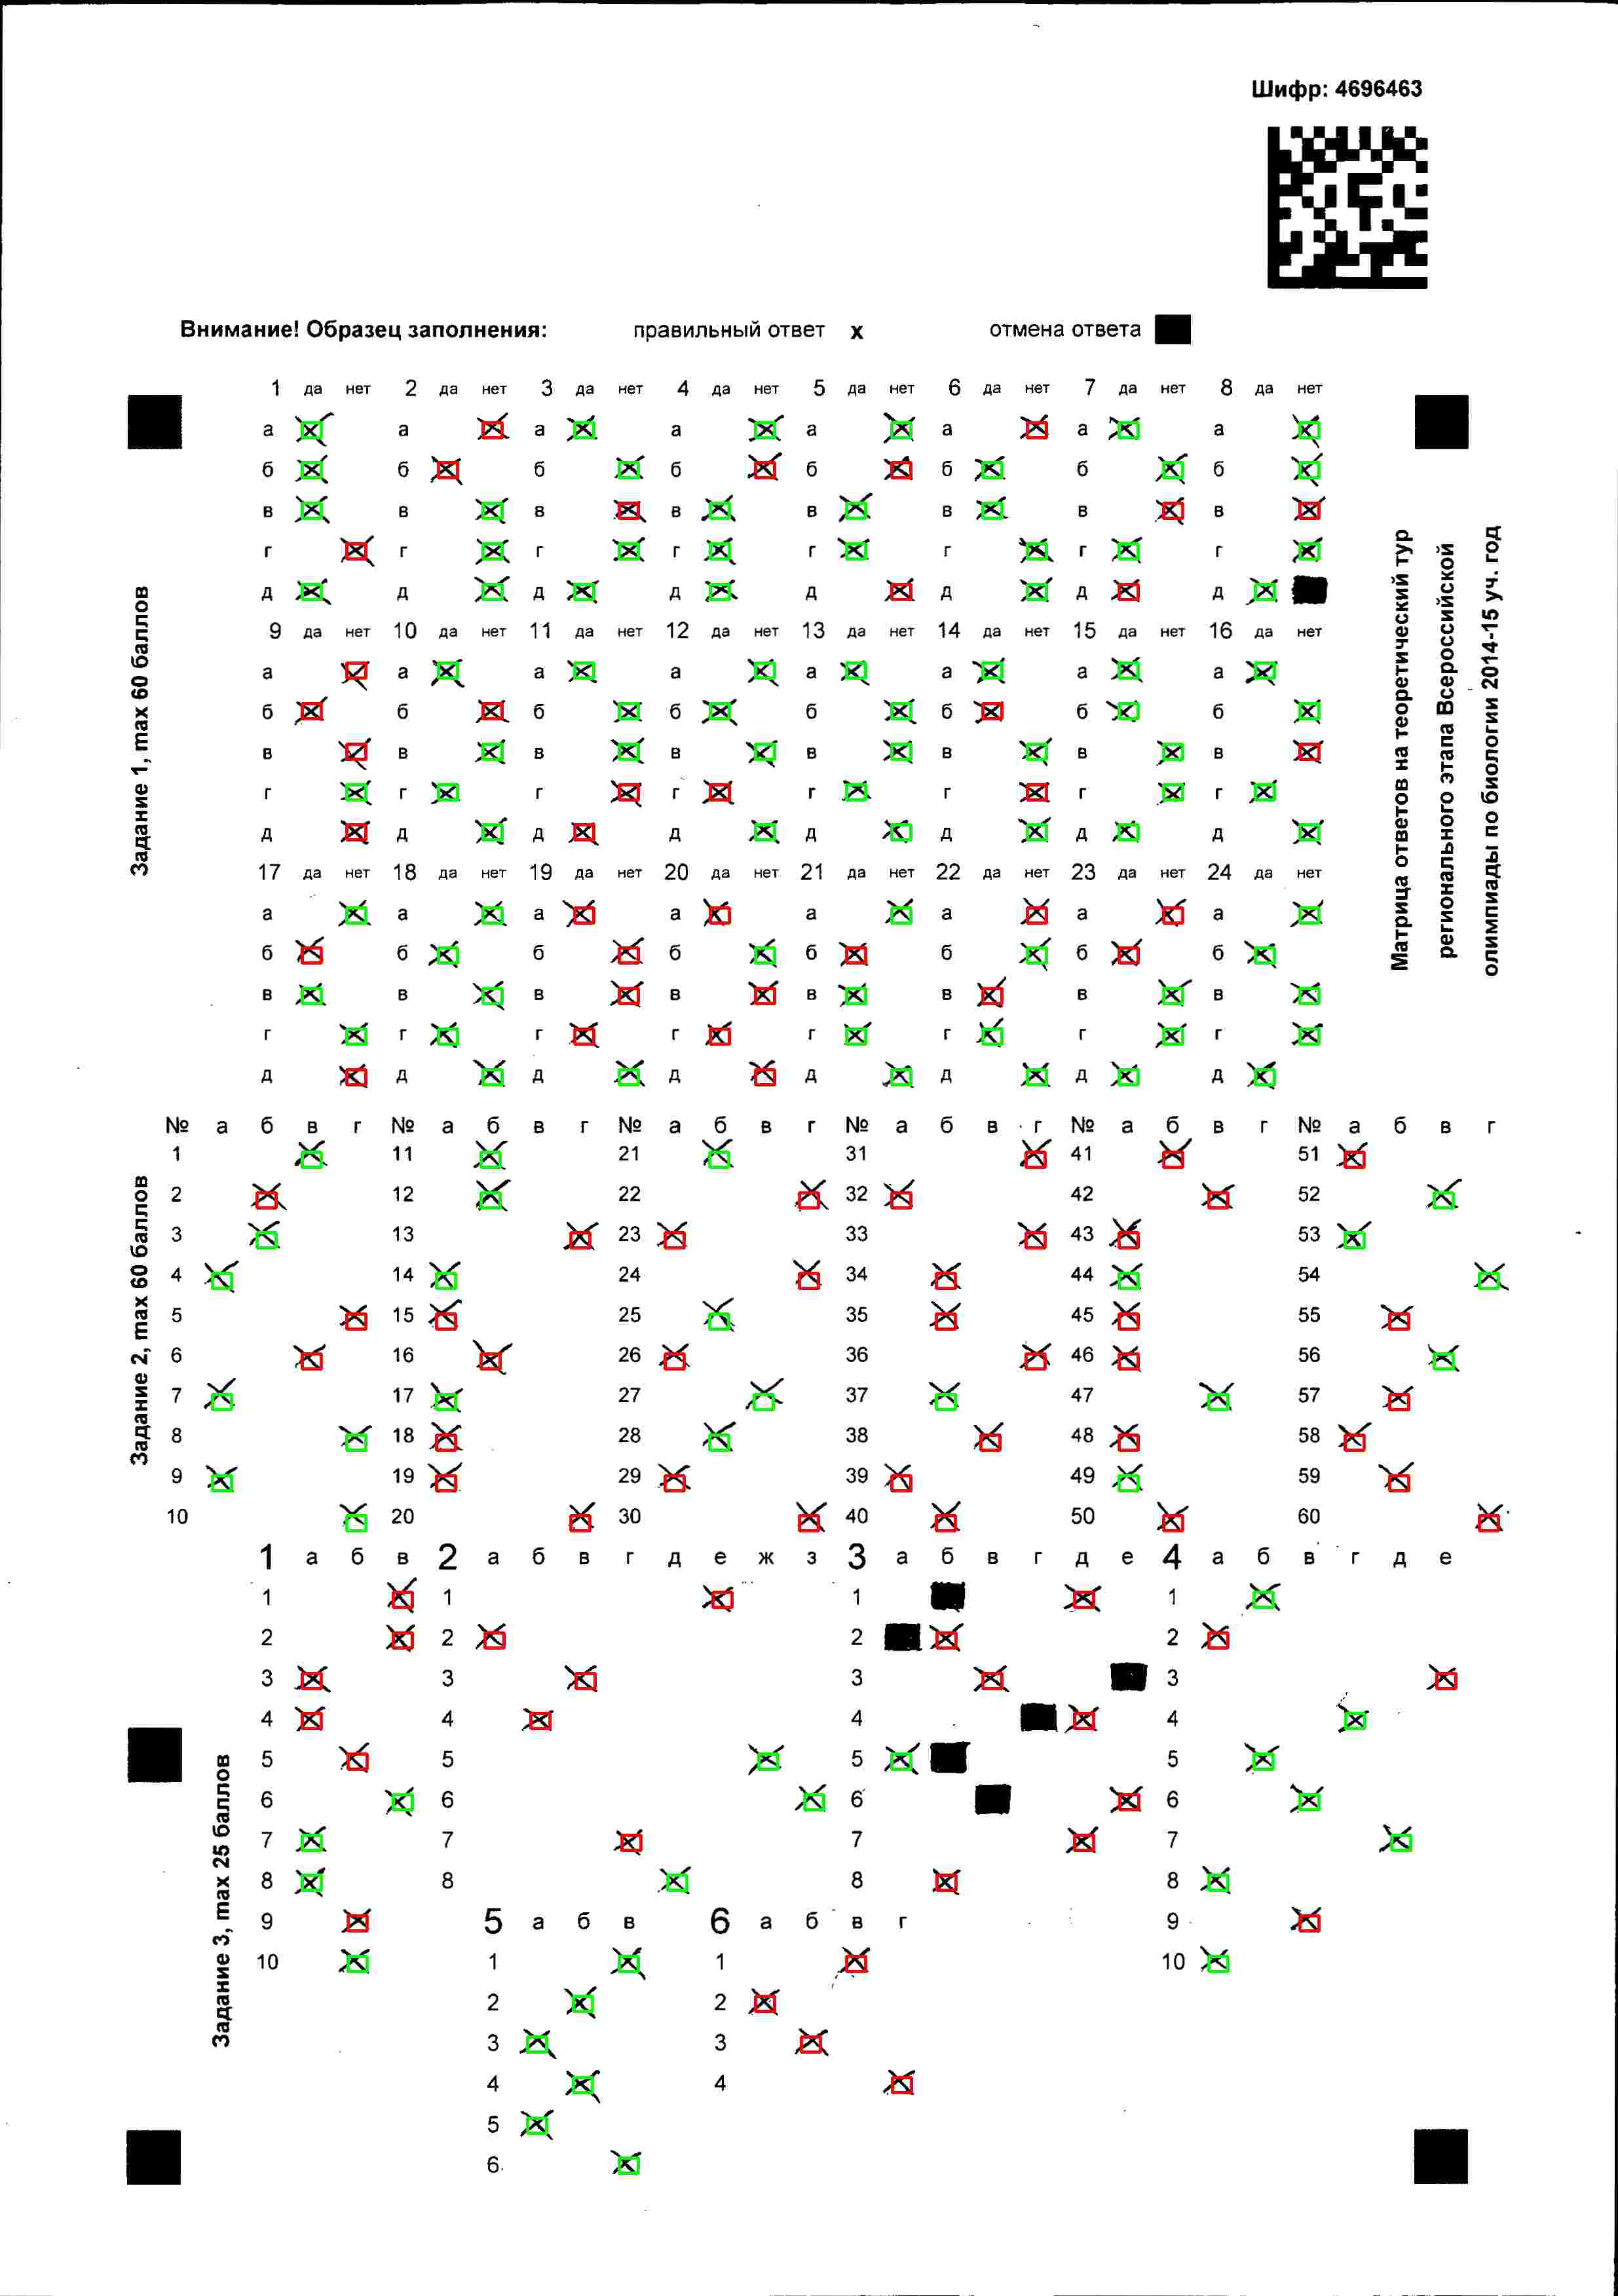 Шифр: 4696463
Внимание! Образец заполнения: правильный ответ х отмена ответа
1 да нет 2 да нет 3 да нет 4 да нет 5 да нет 6 да нет 7 да нет 8 да нет
а а а а а а а а
б б б б б б б б
в в в в в в в в
г г г г г г г г
д д д д д д д д
9 да нет 10 да нет 11 да нет 12 да нет 13 да нет 14 да нет 15 да нет 16 да нет
а а а а а а а а
б б б б б б б б
в в в в в в в в
г г г г г г г г
д д д д д д д д
17 да нет 18 да нет 19 да нет 20 да нет 21 да нет 22 да нет 23 да нет 24 да нет
а а а а а а а а
б б б б б б б б
в в в в в в в в
г г г г г г г г
д д д д д д д д
Задание 1, max 60 баллов
Матрица ответов на теоретический тур
регионального этапа Всероссийской
олимпиады по биологии 2014-15 уч. год
№ а б в г № а б в г № а б в г № а б в г № а б в г № а б в г
1 11 21 31 41 51
2 12 22 32 42 52
3 13 23 33 43 53
4 14 24 34 44 54
5 15 25 35 45 55
6 16 26 36 46 56
7 17 27 37 47 57
8 18 28 38 48 58
9 19 29 39 49 59
10 20 30 40 50 60
Задание 2, max 60 баллов
1 а б в 2 а б в г д е ж з 3 а б в г д е 4 а б в г д е
1 1 1 1
2 2 2 2
3 3 3 3
4 4 4 4
5 5 5 5
6 6 6 6
7 7 7 7
8 8 8 8
9 5 а б в 6 а б в г 9
10 1 1 10
2 2
3 3
4 4
5
6
Задание 3, max 25 баллов